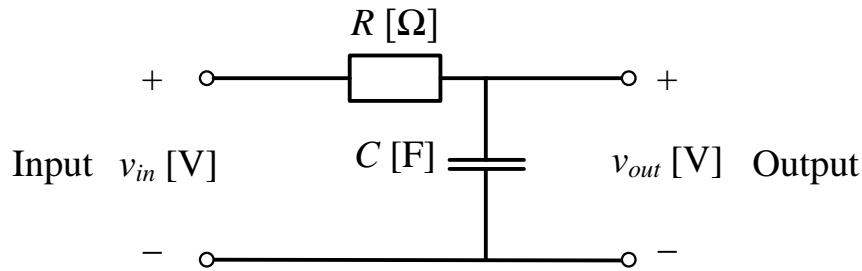 R [Ω]
+ +
Input v_in [V] C [F] v_out [V] Output
− −